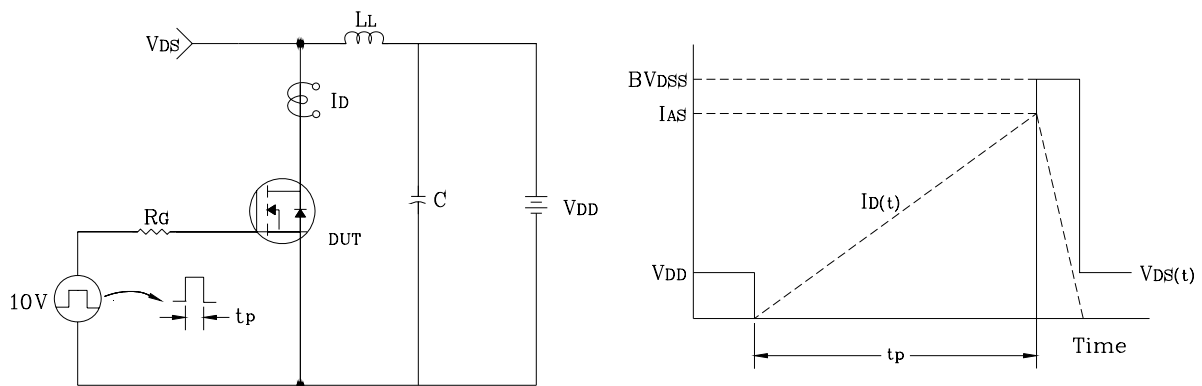 LL
VDS
ID
C
VDD
RG
DUT
10V
tp
BVDSS
IAS
ID(t)
VDD
VDS(t)
Time
tp